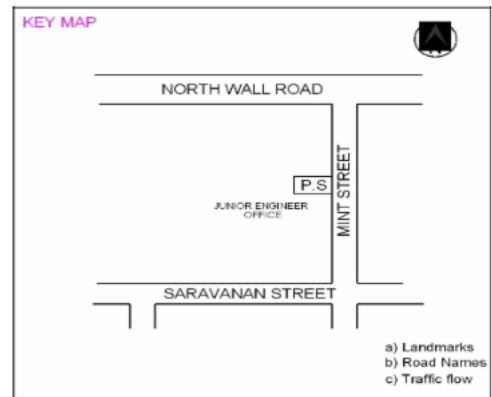 KEY MAP
NORTH WALL ROAD
P.S
JUNIOR ENGINEER
OFFICE
MINT STREET
SARAVANAN STREET
a) Landmarks
b) Road Names
c) Traffic flow